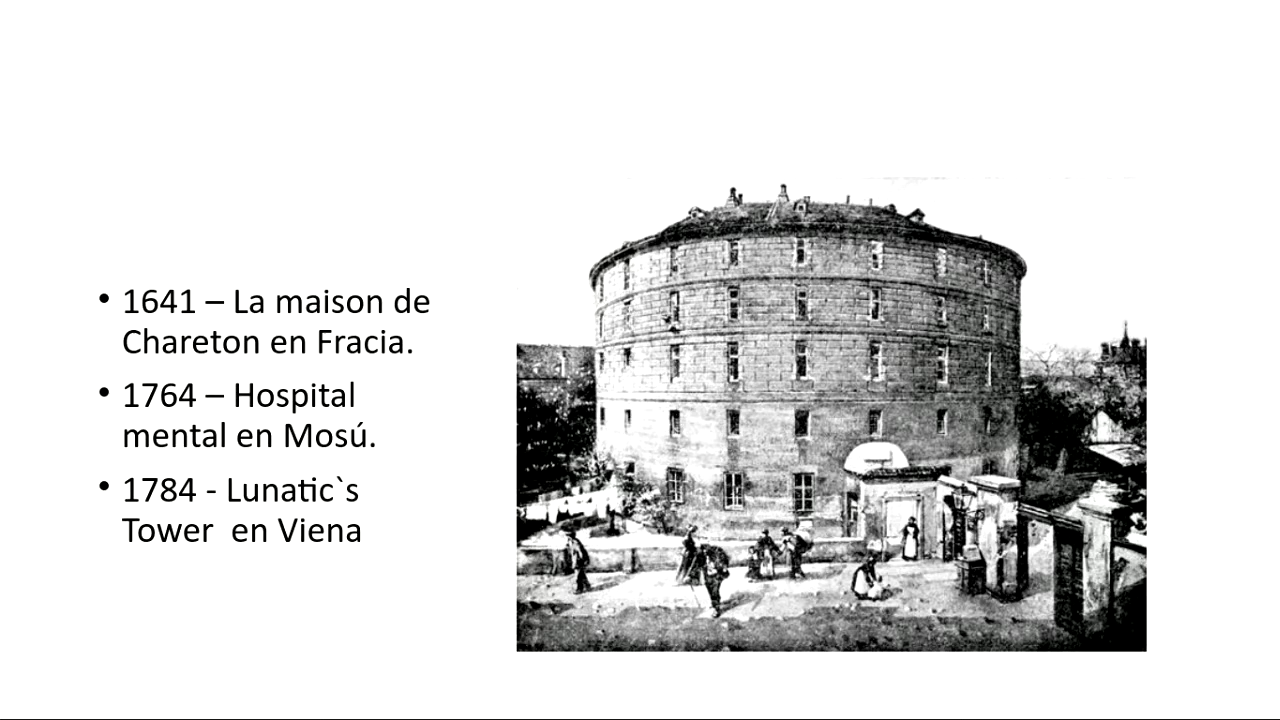 • 1641 – La maison de
Chareton en Fracia.
• 1764 – Hospital
mental en Mosú.
• 1784 - Lunatic`s
Tower  en Viena